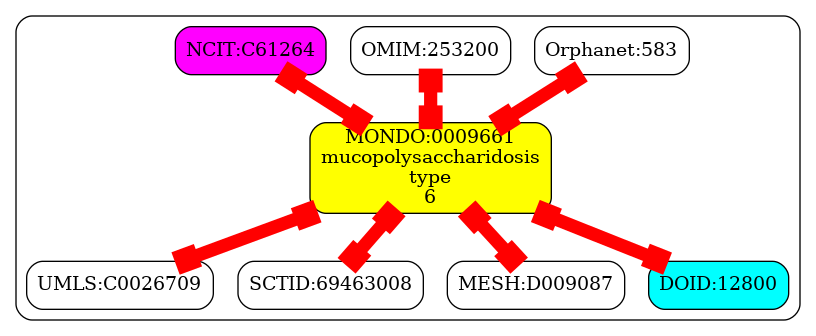 NCIT:C61264
OMIM:253200
Orphanet:583
MONDO:0009661
mucopolysaccharidosis
type
6
UMLS:C0026709
SCTID:69463008
MESH:D009087
DOID:12800